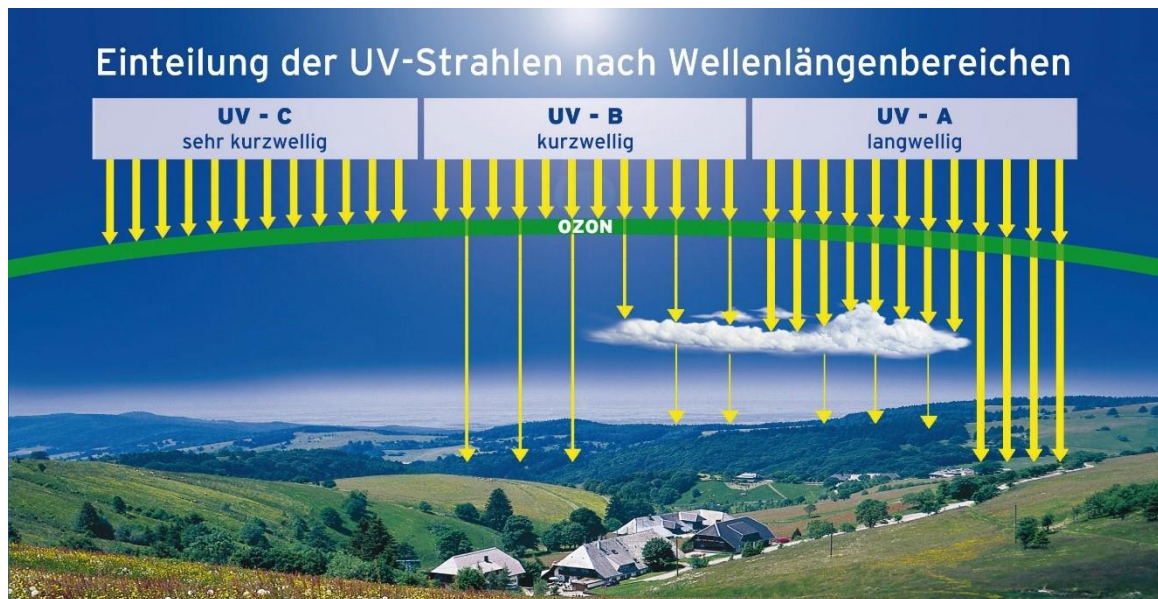 Einteilung der UV-Strahlen nach Wellenlängenbereichen
UV - C
sehr kurzwellig
UV - B
kurzwellig
UV - A
langwellig
OZON